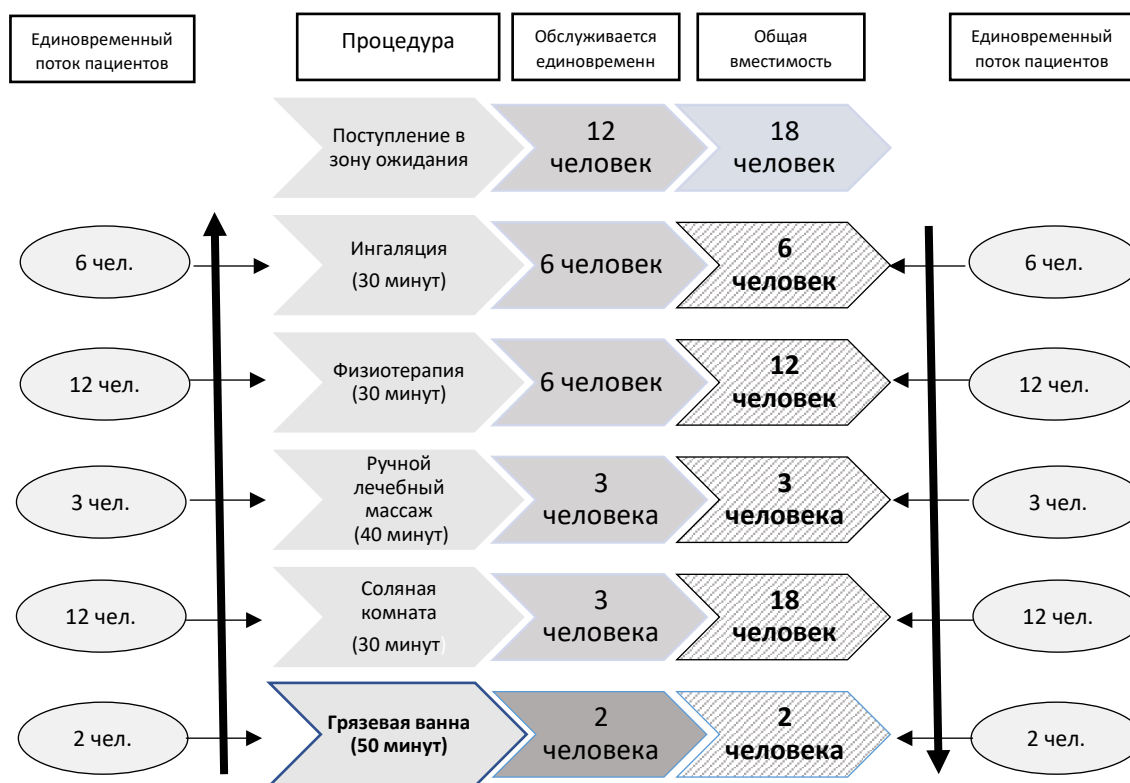 Единовременный
поток пациентов
Процедура
Обслуживается
единовременн
Общая
вместимость
Единовременный
поток пациентов
Поступление в
зону ожидания
12
человек
18
человек
6 чел.
Ингаляция
(30 минут)
6 человек
6
человек
6 чел.
12 чел.
Физиотерапия
(30 минут)
6 человек
12
человек
12 чел.
3 чел.
Ручной
лечебный
массаж
(40 минут)
3
человека
3
человека
3 чел.
12 чел.
Соляная
комната
(30 минут)
3
человека
18
человек
12 чел.
2 чел.
Грязевая ванна
(50 минут)
2
человека
2
человека
2 чел.